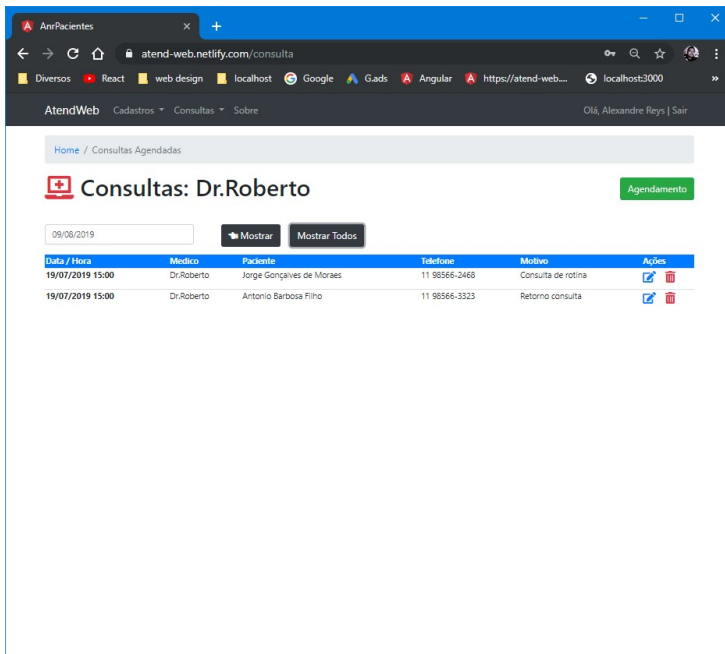 AnrPacientes
atend-web.netlify.com/consulta
Diversos React web design localhost Google G.ads Angular https://atend-web.... localhost:3000 »
AtendWeb Cadastros Consultas Sobre Olá, Alexandre Reys | Sair
Home / Consultas Agendadas
Consultas: Dr.Roberto Agendamento
09/08/2019 Mostrar Mostrar Todos
Data / Hora Medico Paciente Telefone Motivo Ações
19/07/2019 15:00 Dr.Roberto Jorge Gonçalves de Moraes 11 98566-2468 Consulta de rotina
19/07/2019 15:00 Dr.Roberto Antonio Barbosa Filho 11 98566-3323 Retorno consulta